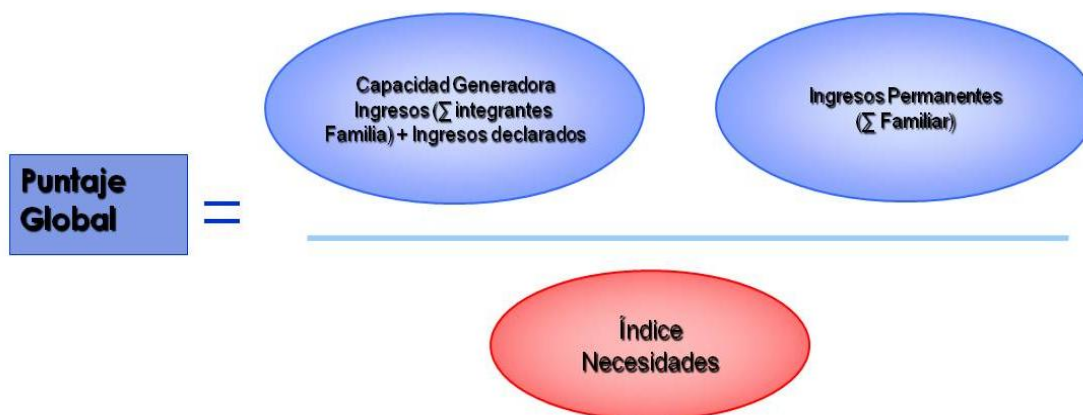 Capacidad Generadora
Ingresos (∑ integrantes
Familia) + Ingresos declarados
Ingresos Permanentes
(∑ Familiar)
Puntaje
Global
=
Índice
Necesidades